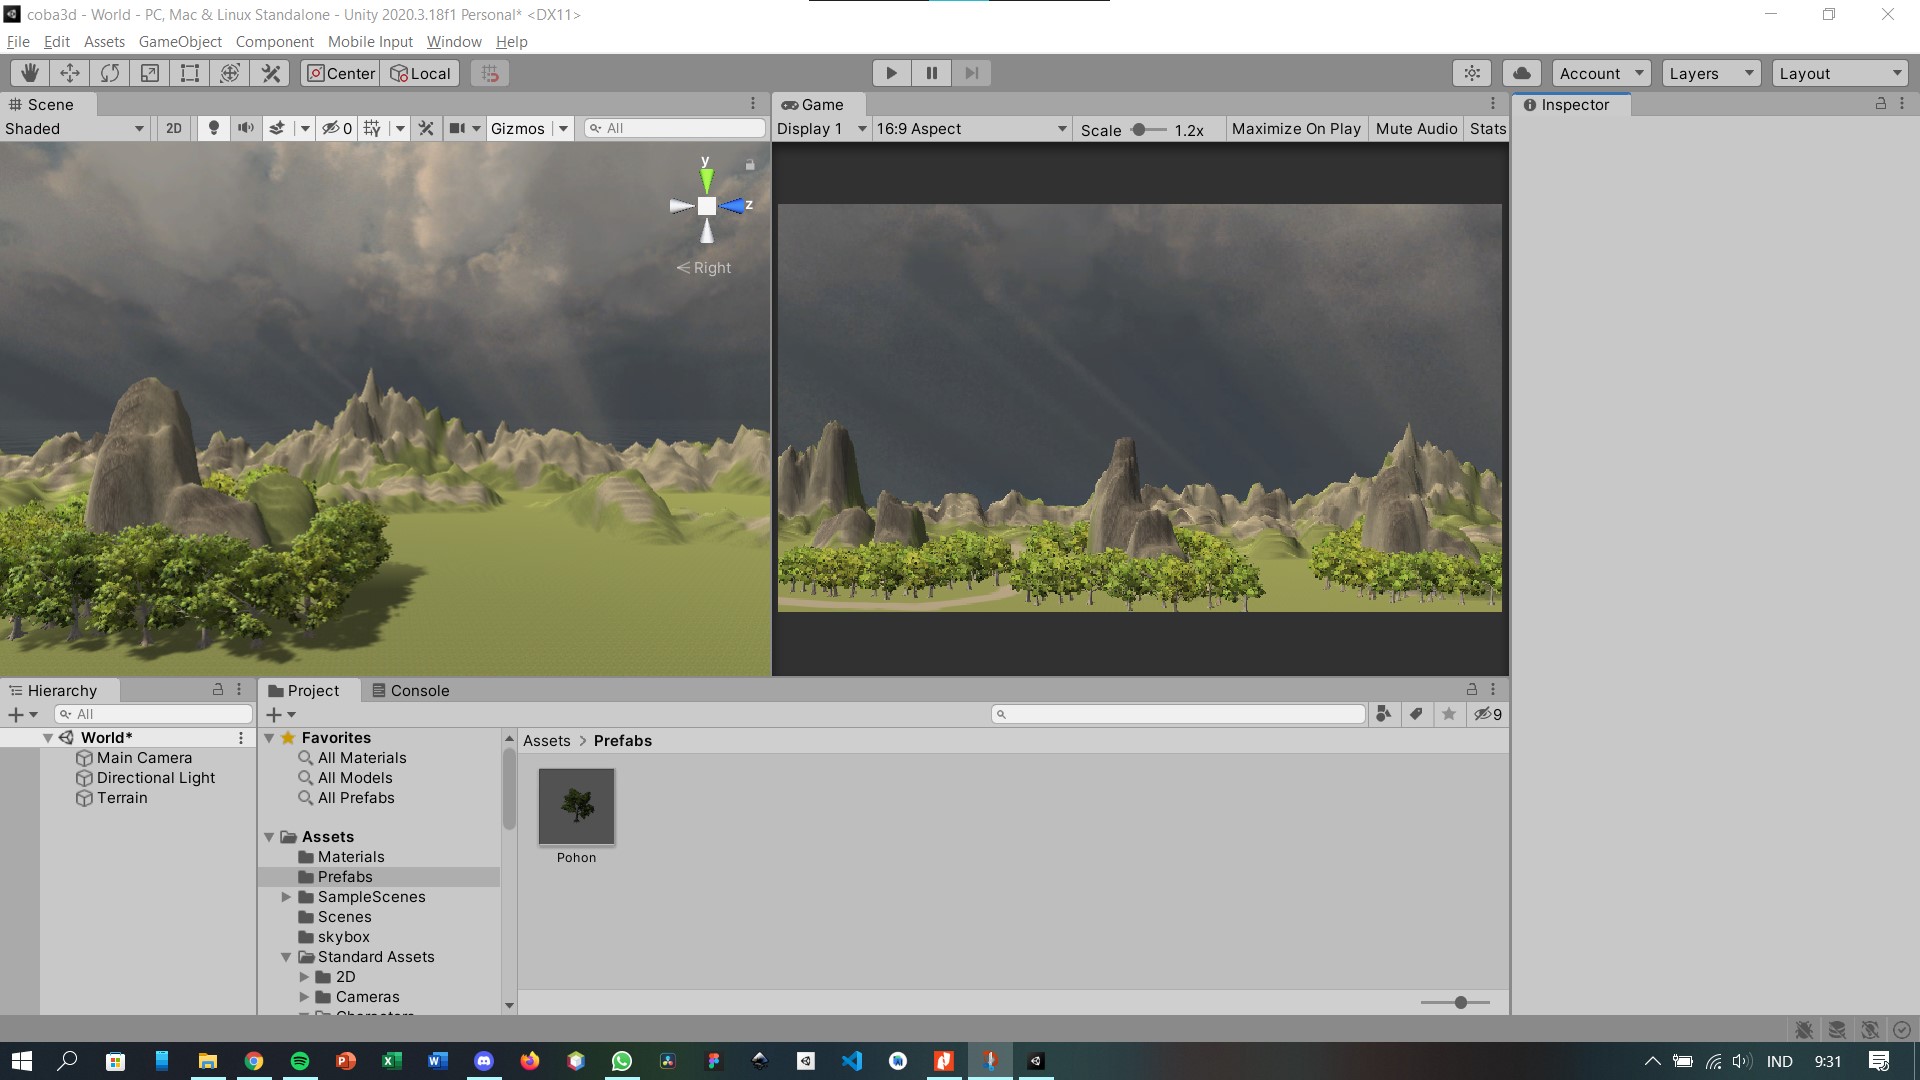 coba3d - World - PC, Mac & Linux Standalone - Unity 2020.3.18f1 Personal* <DX11>
File Edit Assets GameObject Component Mobile Input Window Help
Center Local Account Layers Layout
Scene
Shaded 2D 0 Gizmos All
y
z
Right
Game
Display 1 16:9 Aspect Scale 1.2x Maximize On Play Mute Audio Stats
Inspector
Hierarchy
All
World*
Main Camera
Directional Light
Terrain
Project Console
9
Favorites
All Materials
All Models
All Prefabs
Assets
Materials
Prefabs
SampleScenes
Scenes
skybox
Standard Assets
2D
Cameras
Assets > Prefabs
Pohon
IND 9:31